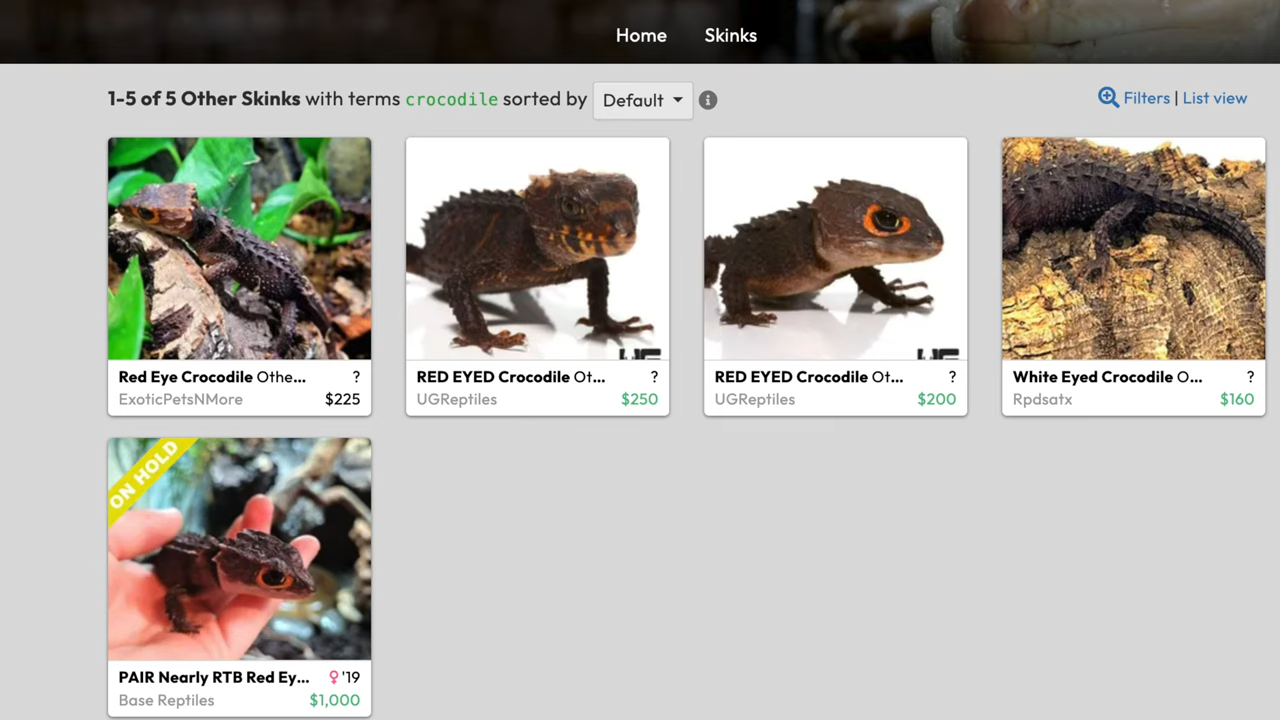 Home Skinks
1-5 of 5 Other Skinks with terms crocodile sorted by Default
Filters | List view
Red Eye Crocodile Othe... ?
ExoticPetsNMore $225
RED EYED Crocodile Ot... ?
UGReptiles $250
RED EYED Crocodile Ot... ?
UGReptiles $200
White Eyed Crocodile O... ?
Rpdsatx $160
ON HOLD
PAIR Nearly RTB Red Ey... ♀ '19
Base Reptiles $1,000